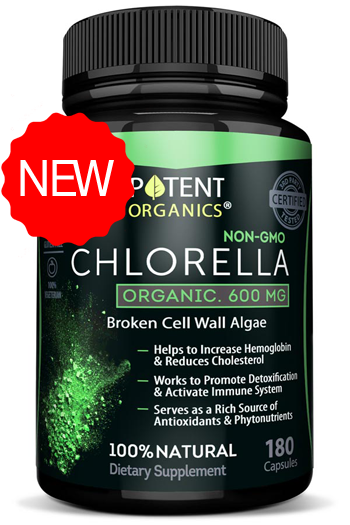 NEW
POTENT
ORGANICS®
CERTIFIED
NON-GMO
CHLORELLA
ORGANIC. 600 MG
Broken Cell Wall Algae
100%
VEGETARIAN
— Helps to Increase Hemoglobin
& Reduces Cholesterol
— Works to Promote Detoxification
& Activate Immune System
— Serves as a Rich Source of
Antioxidants & Phytonutrients
100% NATURAL
Dietary Supplement
180
Capsules